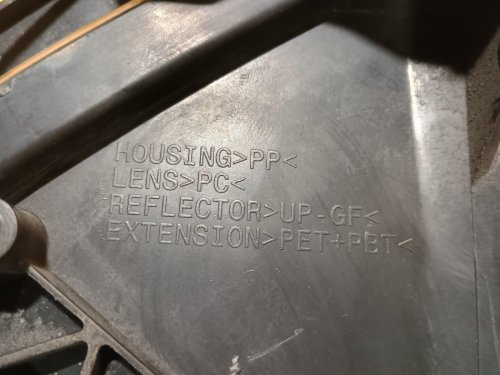 HOUSING>PP<
LENS>PC<
REFLECTOR>UP-GF<
EXTENSION>PET+PBT<